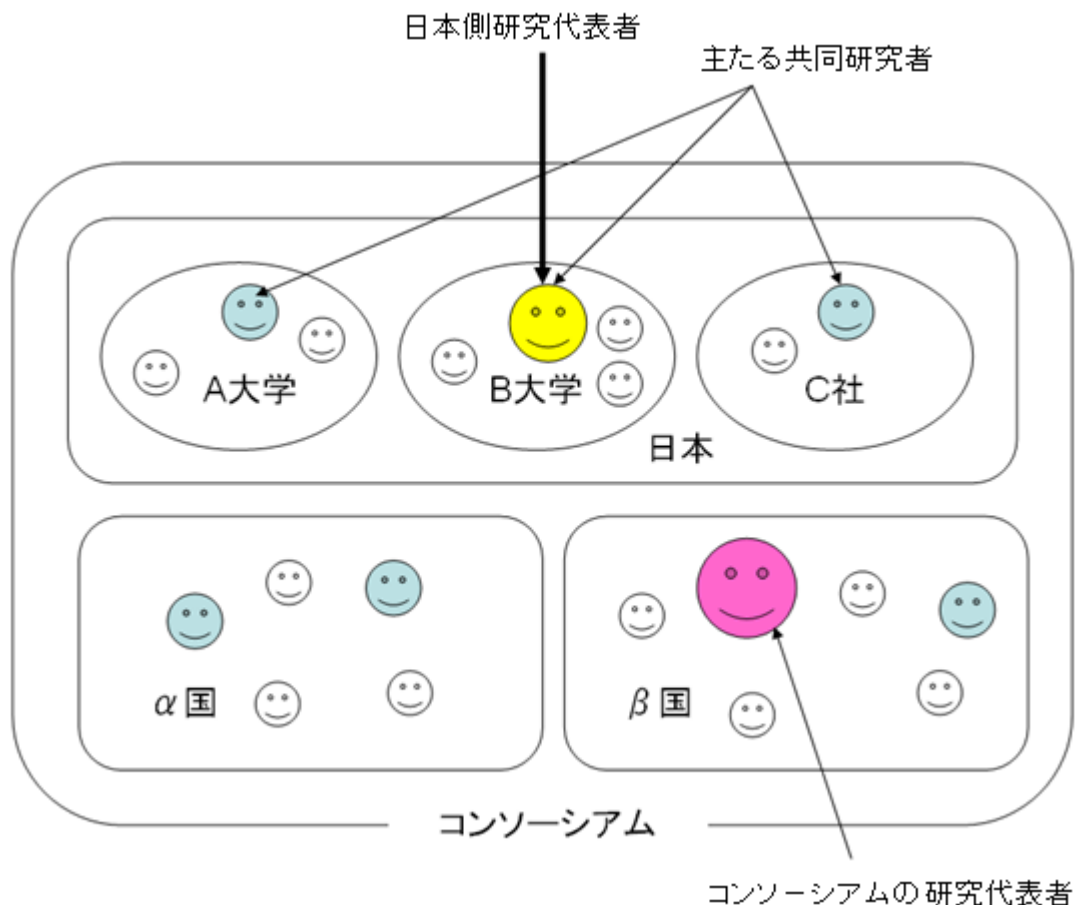 日本側研究代表者
主たる共同研究者
A大学
B大学
C社
日本
α国
β国
コンソーシアム
コンソーシアムの研究代表者